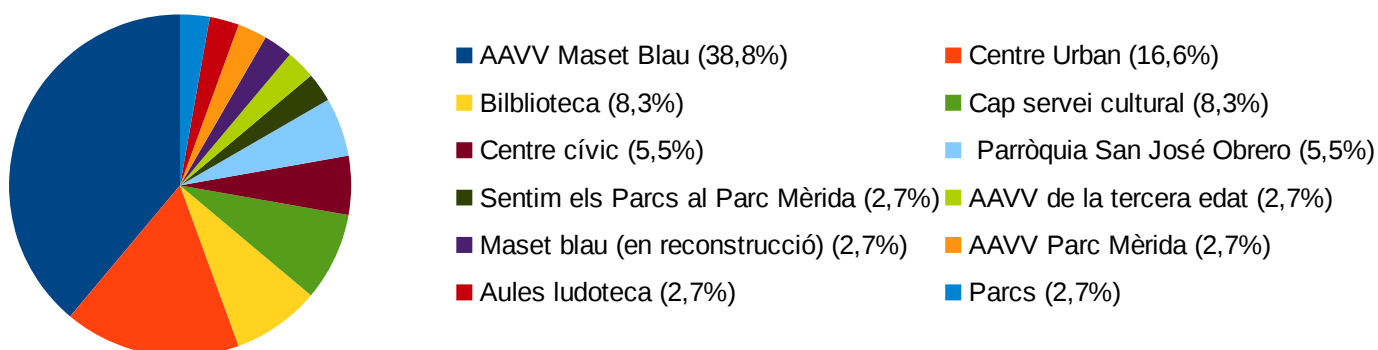 AAVV Maset Blau (38,8%) Centre Urban (16,6%)
Bilblioteca (8,3%) Cap servei cultural (8,3%)
Centre cívic (5,5%) Parròquia San José Obrero (5,5%)
Sentim els Parcs al Parc Mèrida (2,7%) AAVV de la tercera edat (2,7%)
Maset blau (en reconstrucció) (2,7%) AAVV Parc Mèrida (2,7%)
Aules ludoteca (2,7%) Parcs (2,7%)